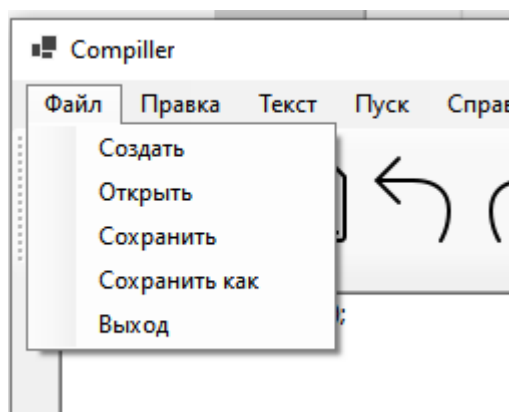 Compiller
Файл Правка Текст Пуск
Создать
Открыть
Сохранить
Сохранить как
Выход